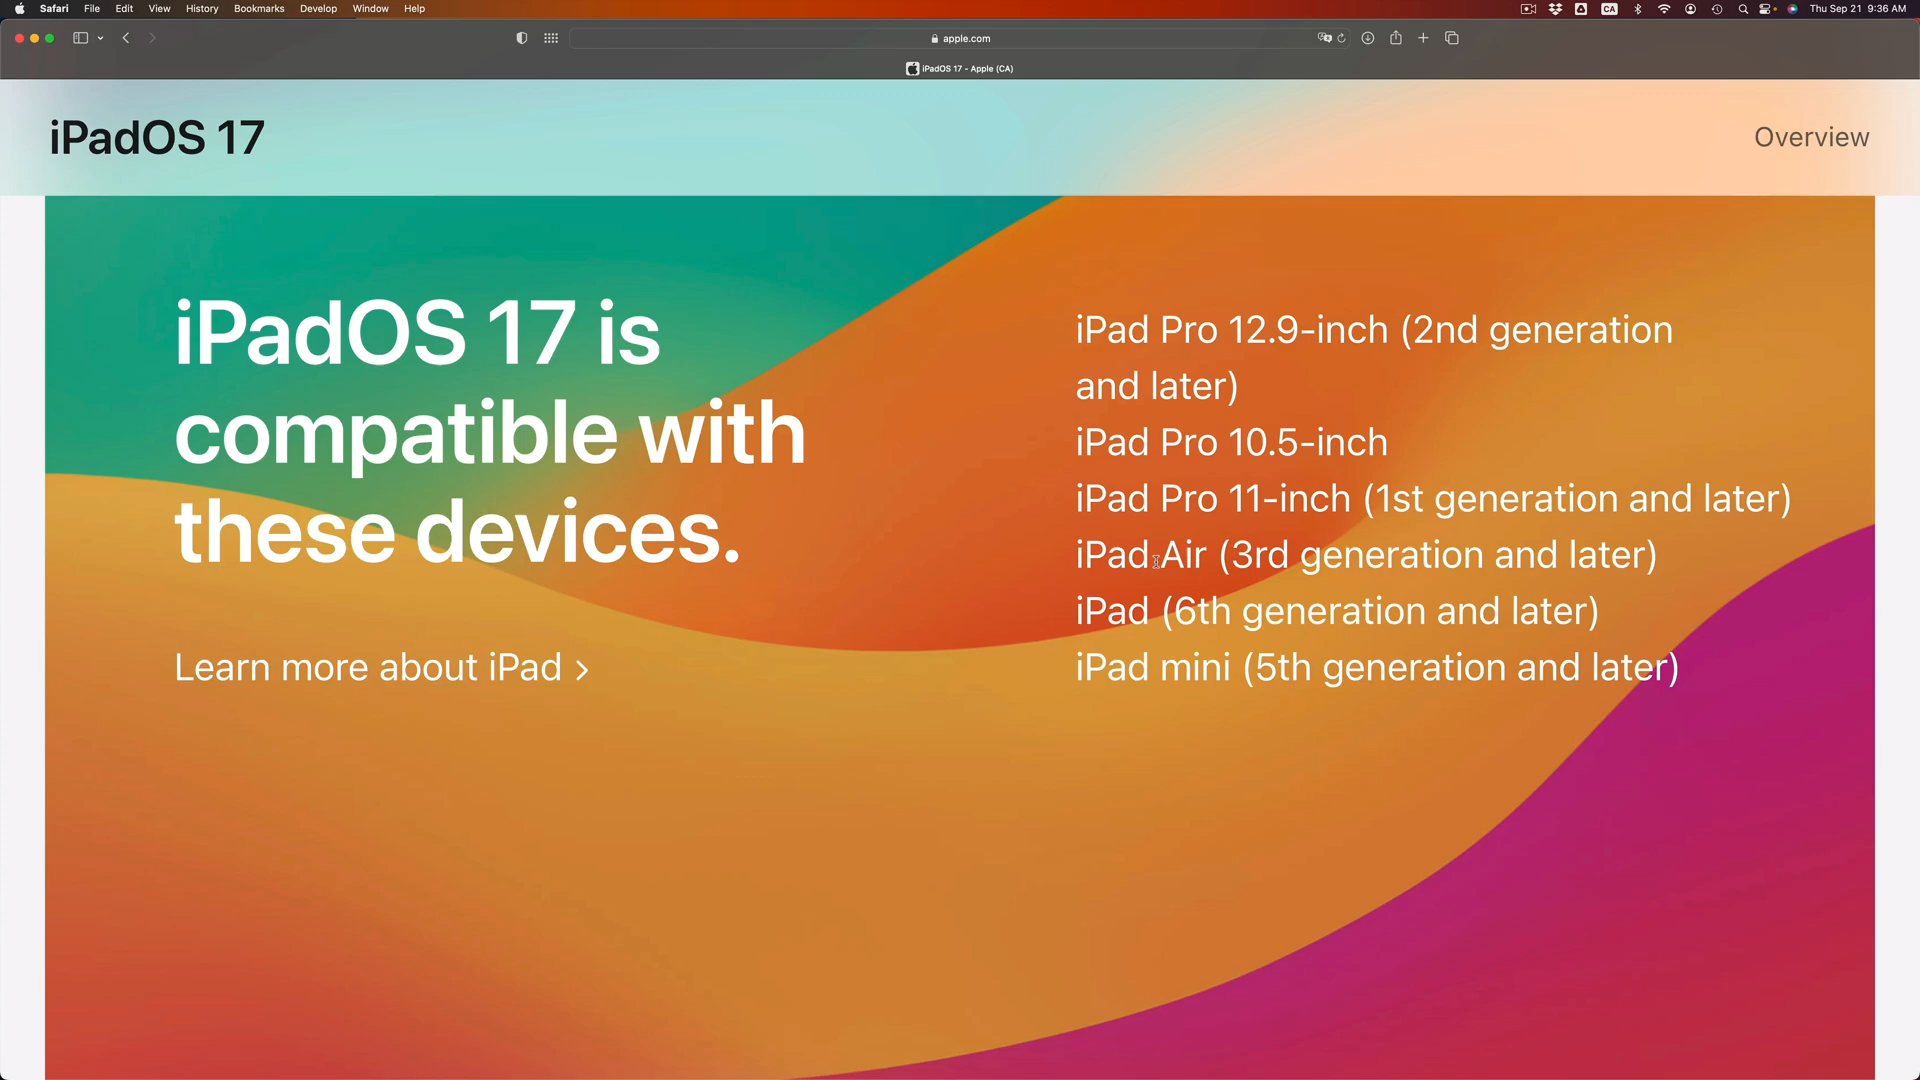 Safari File Edit View History Bookmarks Develop Window Help CA Thu Sep 21 9:36 AM
apple.com
iPadOS 17 - Apple (CA)
iPadOS 17
Overview
iPadOS 17 is
compatible with
these devices.
Learn more about iPad >
iPad Pro 12.9-inch (2nd generation
and later)
iPad Pro 10.5-inch
iPad Pro 11-inch (1st generation and later)
iPad Air (3rd generation and later)
iPad (6th generation and later)
iPad mini (5th generation and later)